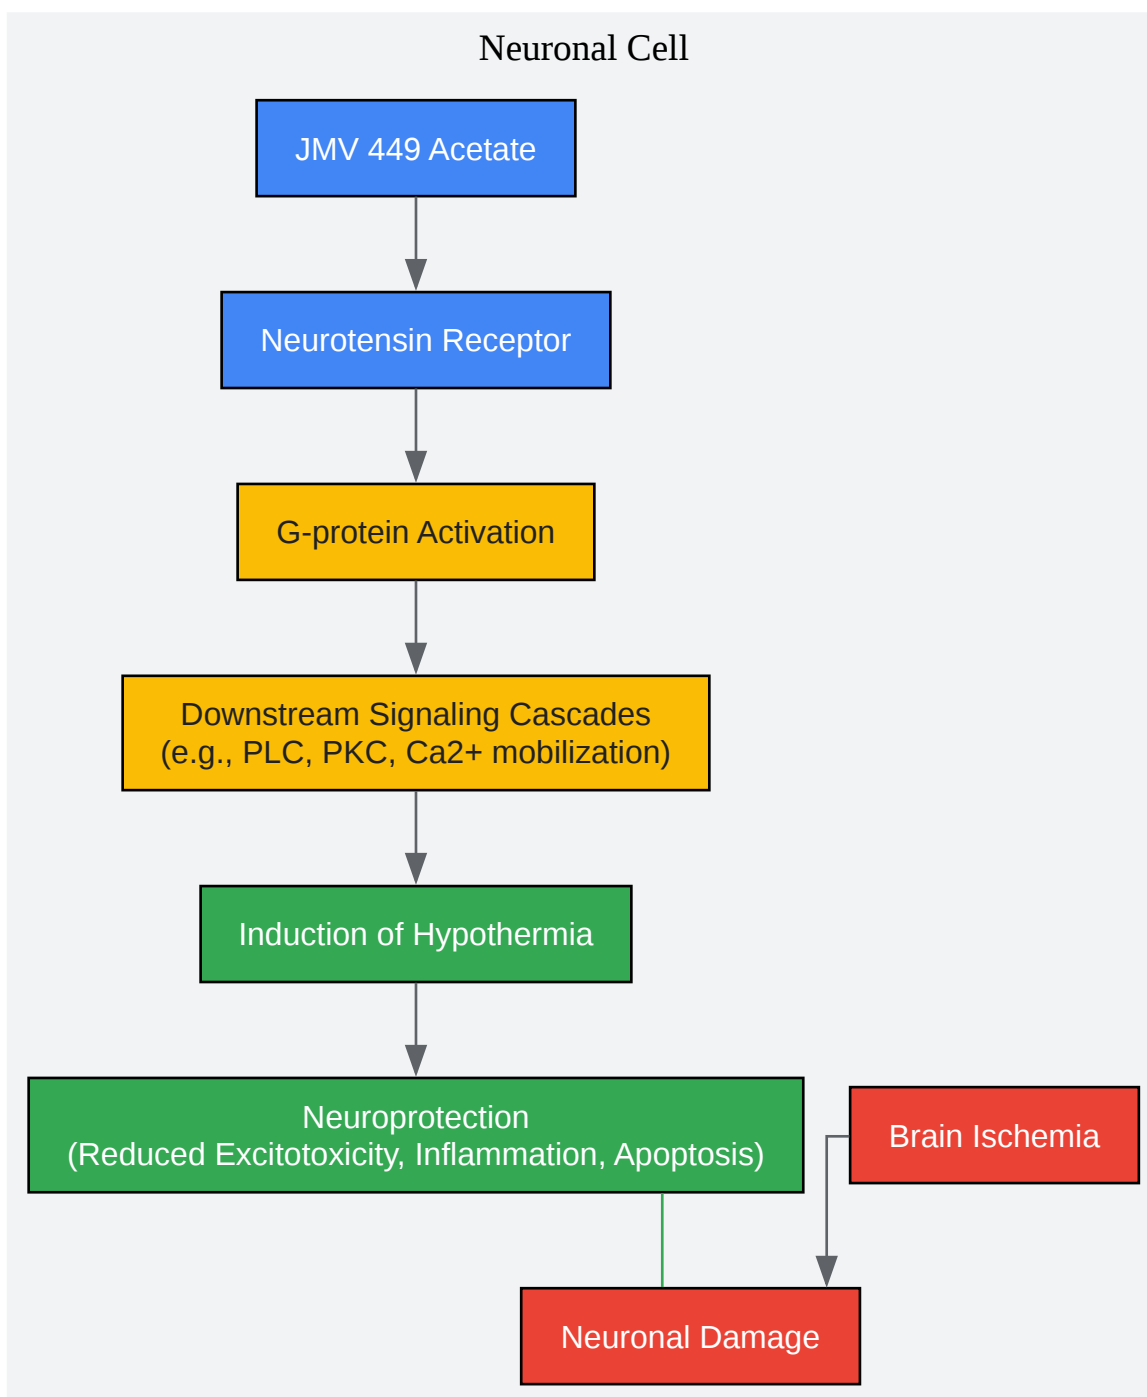 Neuronal Cell
JMV 449 Acetate
Neurotensin Receptor
G-protein Activation
Downstream Signaling Cascades
(e.g., PLC, PKC, Ca2+ mobilization)
Induction of Hypothermia
Neuroprotection
(Reduced Excitotoxicity, Inflammation, Apoptosis)
Brain Ischemia
Neuronal Damage